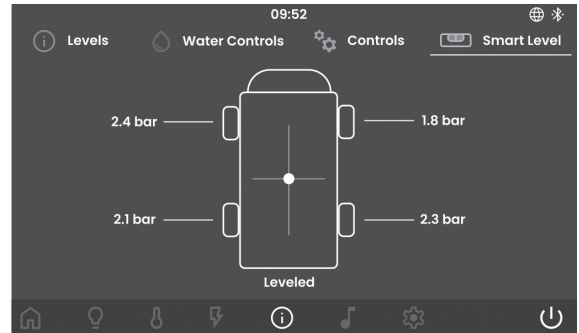 09:52
Levels Water Controls Controls Smart Level
2.4 bar 1.8 bar
2.1 bar 2.3 bar
Leveled